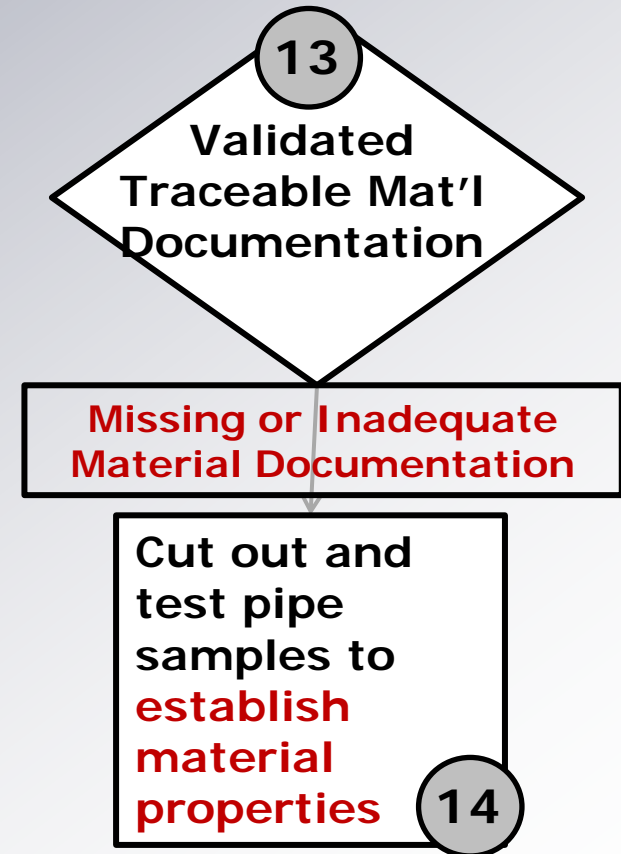 13
Validated
Traceable Mat’l
Documentation
Missing or Inadequate
Material Documentation
Cut out and
test pipe
samples to
establish
material
properties
14